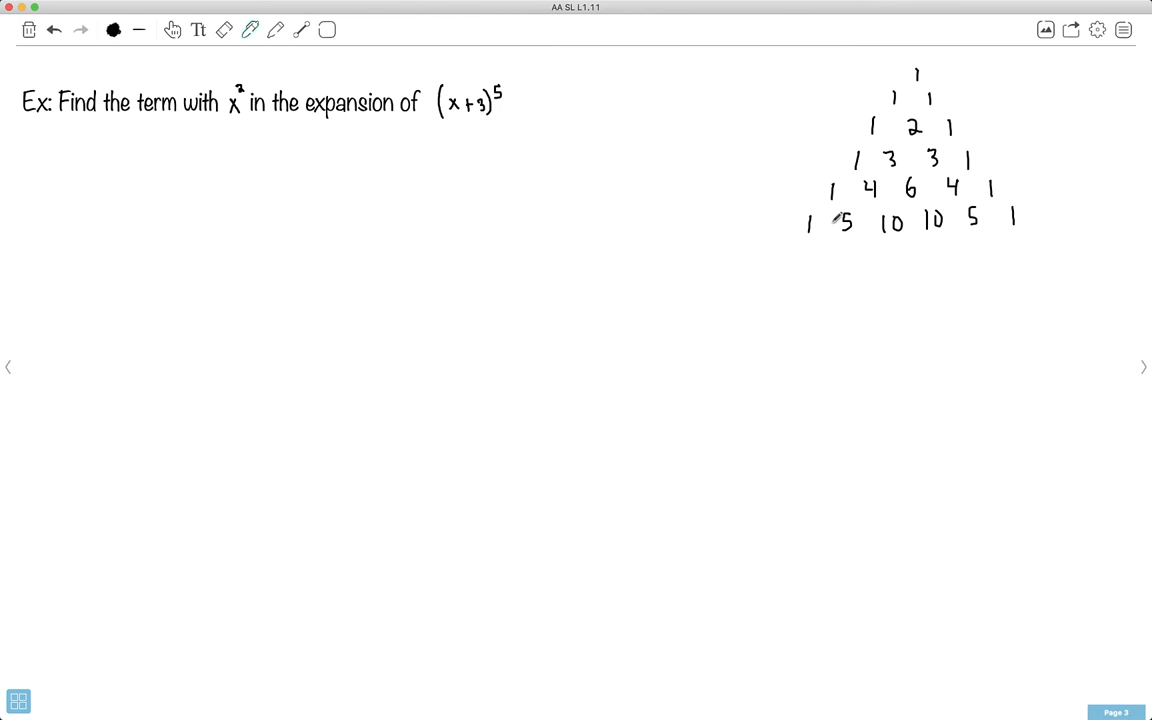 AA SL L1.11
Tt
Ex: Find the term with x² in the expansion of (x+3)⁵
1
1 1
1 2 1
1 3 3 1
1 4 6 4 1
1 5 10 10 5 1
Page 3